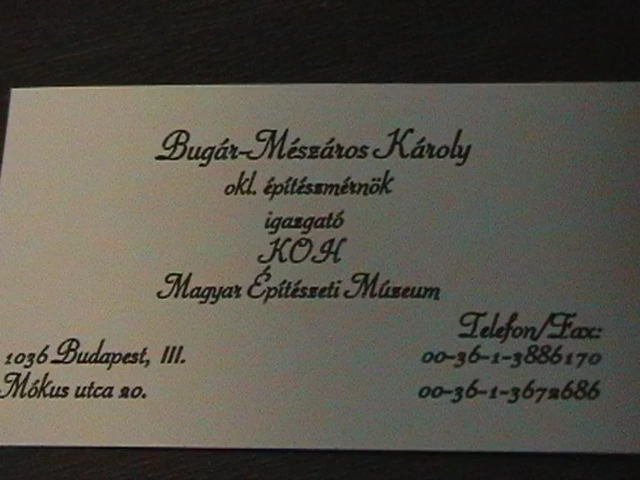 Bugár-Mészáros Károly
okl. építészmérnök
igazgató
KOH
Magyar Építészeti Múzeum
Telefon/Fax:
1036 Budapest, III. 00-36-1-3886170
Mókus utca 20. 00-36-1-3672686